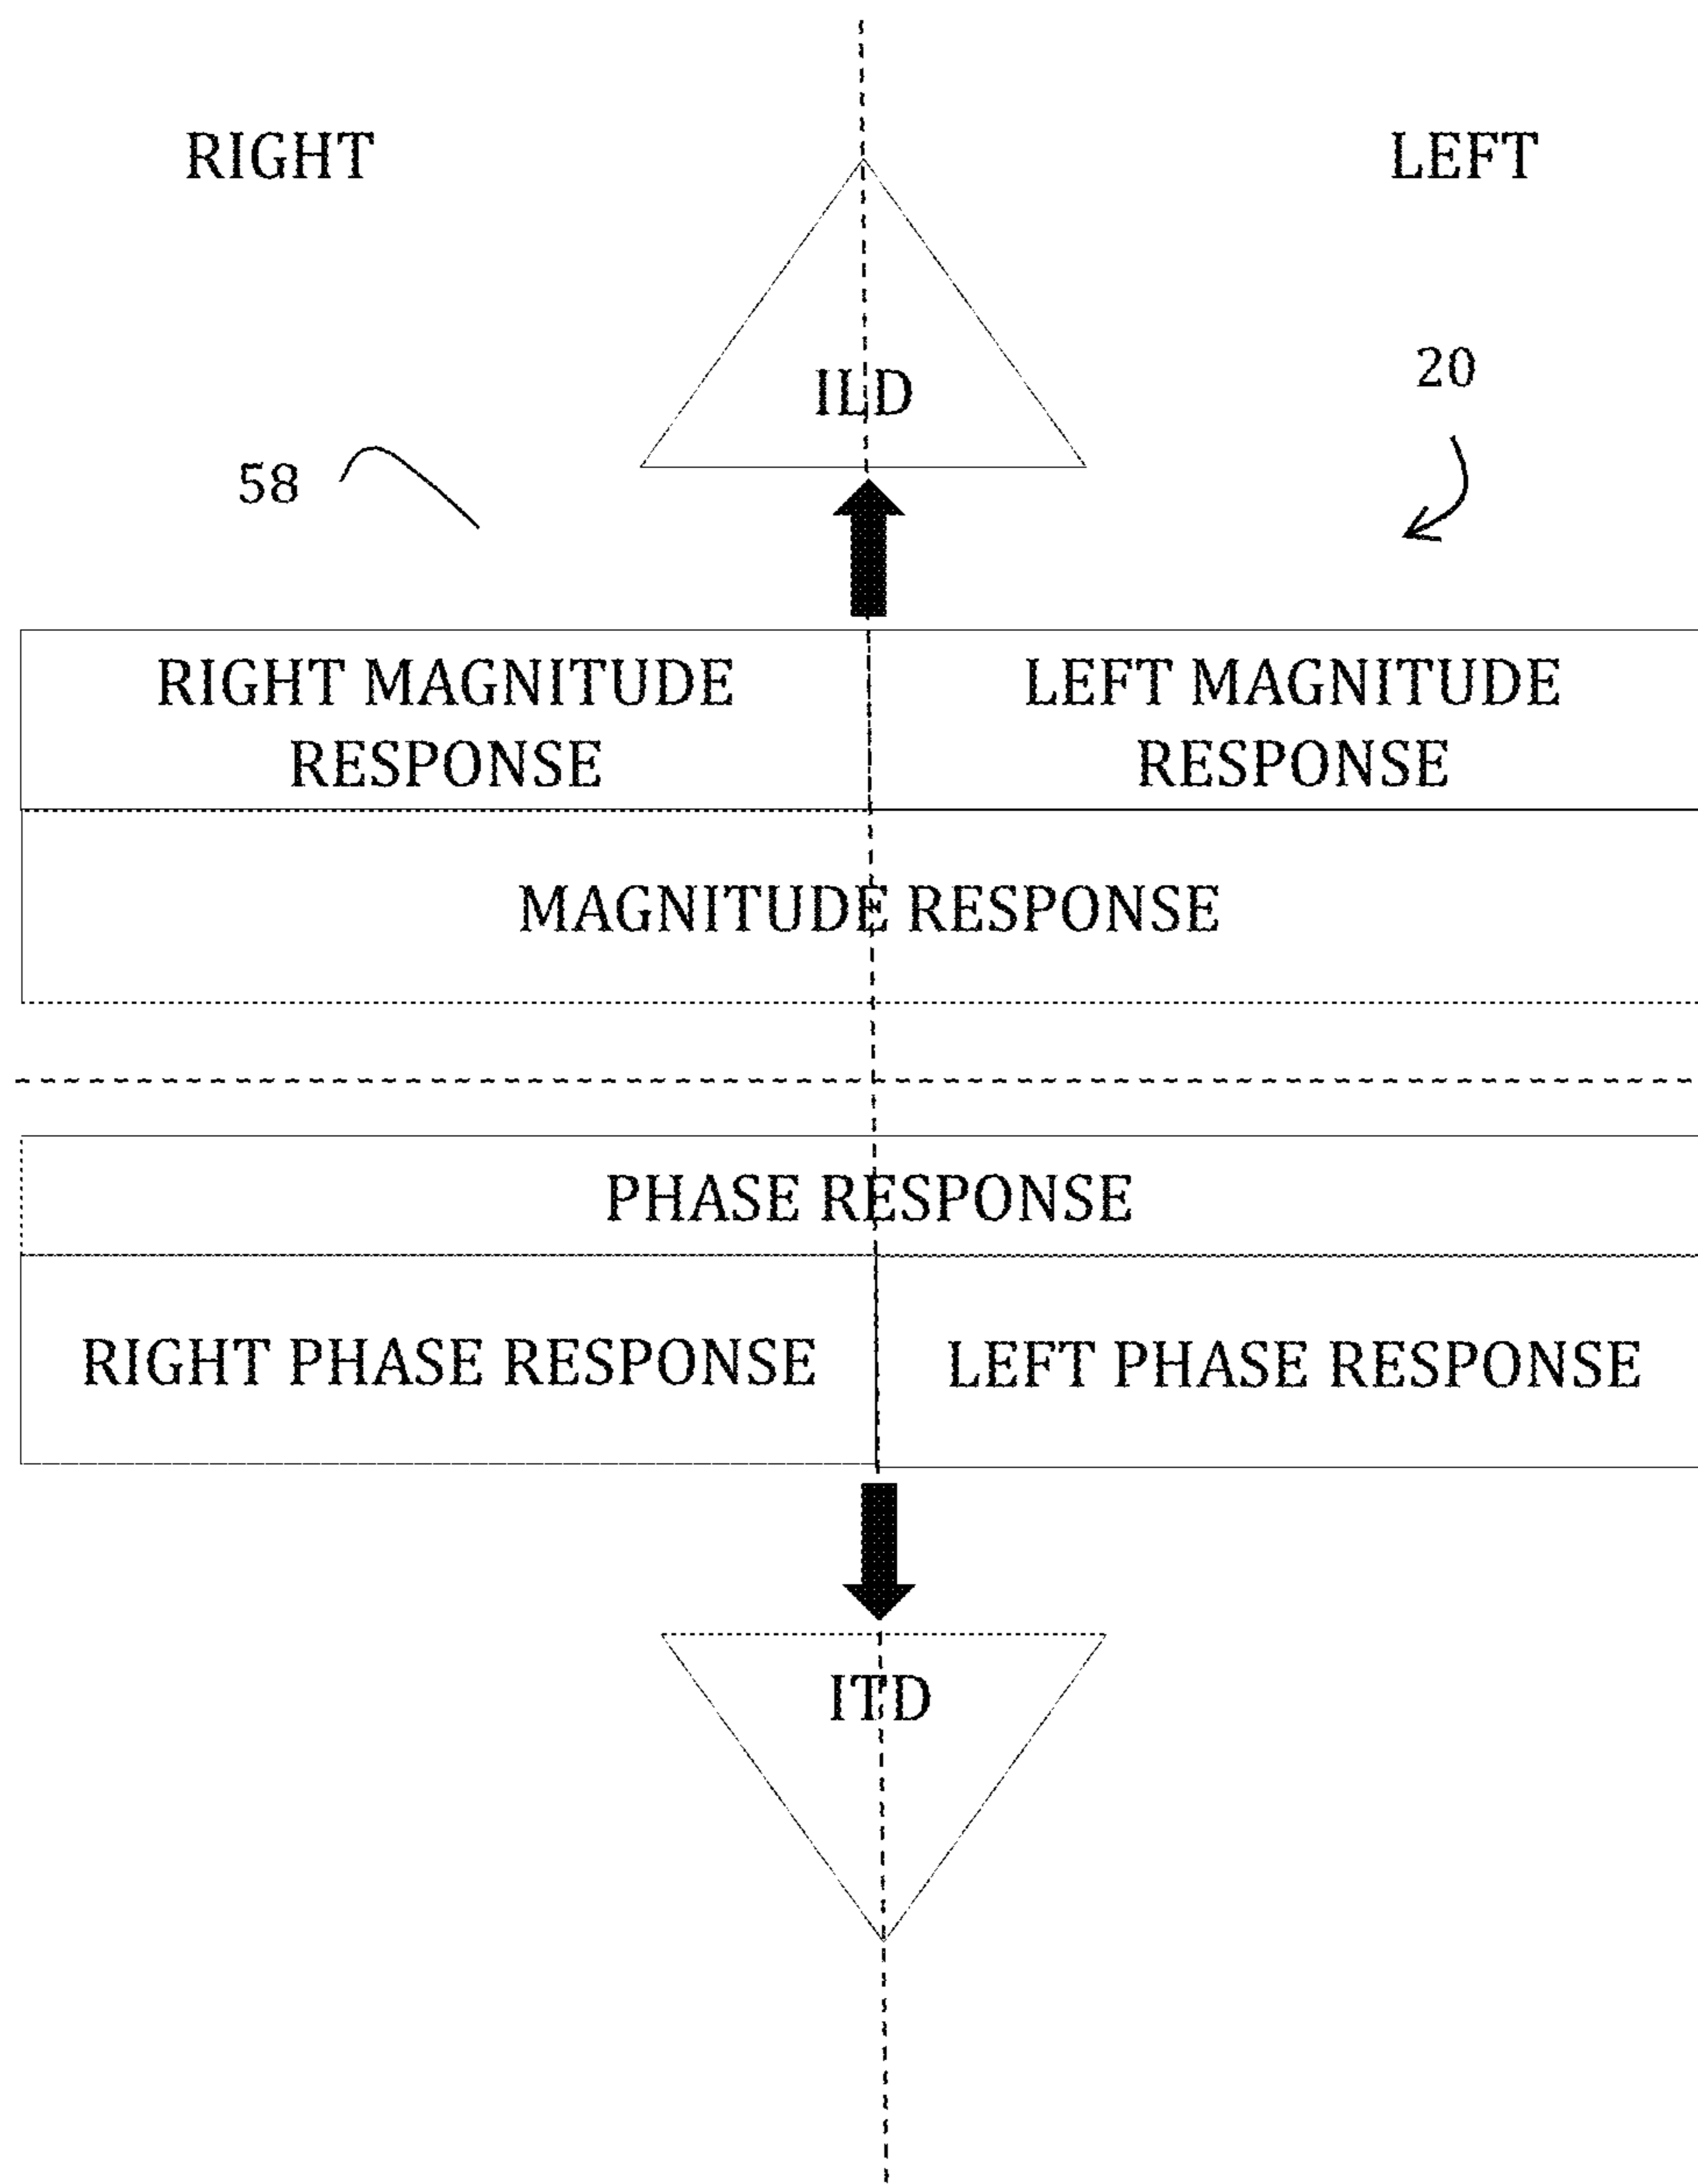 RIGHT
LEFT
ILD
20
58
RIGHT MAGNITUDE
RESPONSE
LEFT MAGNITUDE
RESPONSE
MAGNITUDE RESPONSE
PHASE RESPONSE
RIGHT PHASE RESPONSE
LEFT PHASE RESPONSE
ITD